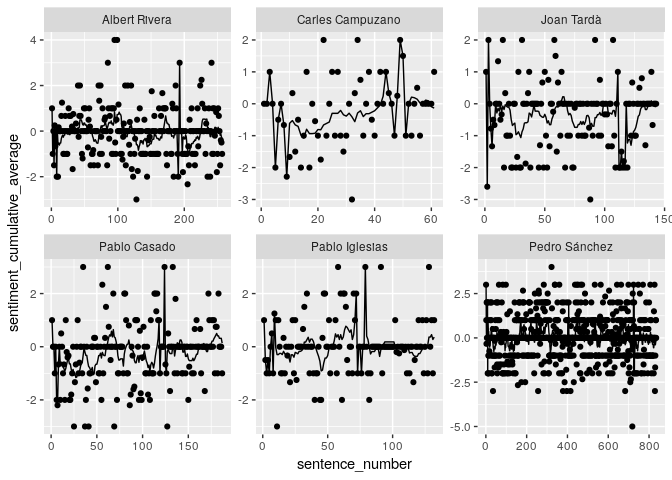 Albert Rivera
Carles Campuzano
Joan Tardà
4
2
0
-2
2
1
0
-1
-2
-3
2
1
0
-1
-2
-3
0 100 200
0 20 40 60
0 50 100 150
Pablo Casado
Pablo Iglesias
Pedro Sánchez
2
0
-2
2
0
-2
2.5
0.0
-2.5
-5.0
0 50 100 150
0 50 100
0 200 400 600 800
sentiment_cumulative_average
sentence_number